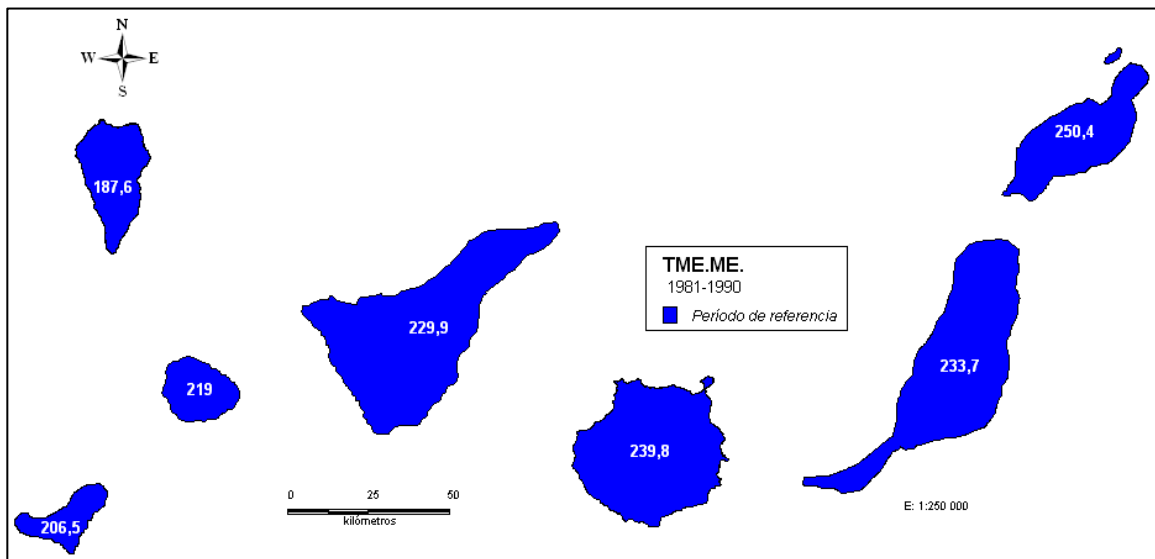 N
W E
S
250,4
187,6
TME.ME.
1981-1990
Período de referencia
229,9
233,7
219
239,8
0 25 50
kilómetros
E: 1:250 000
206,5